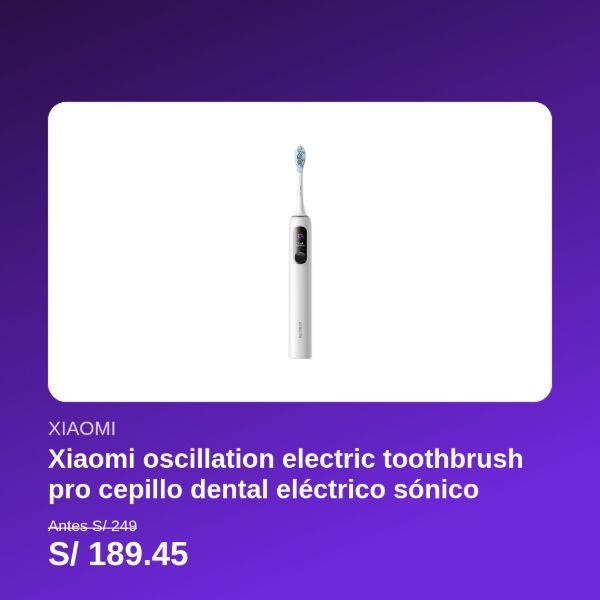 XIAOMI
Xiaomi oscillation electric toothbrush
pro cepillo dental eléctrico sónico
Antes S/ 249
S/ 189.45